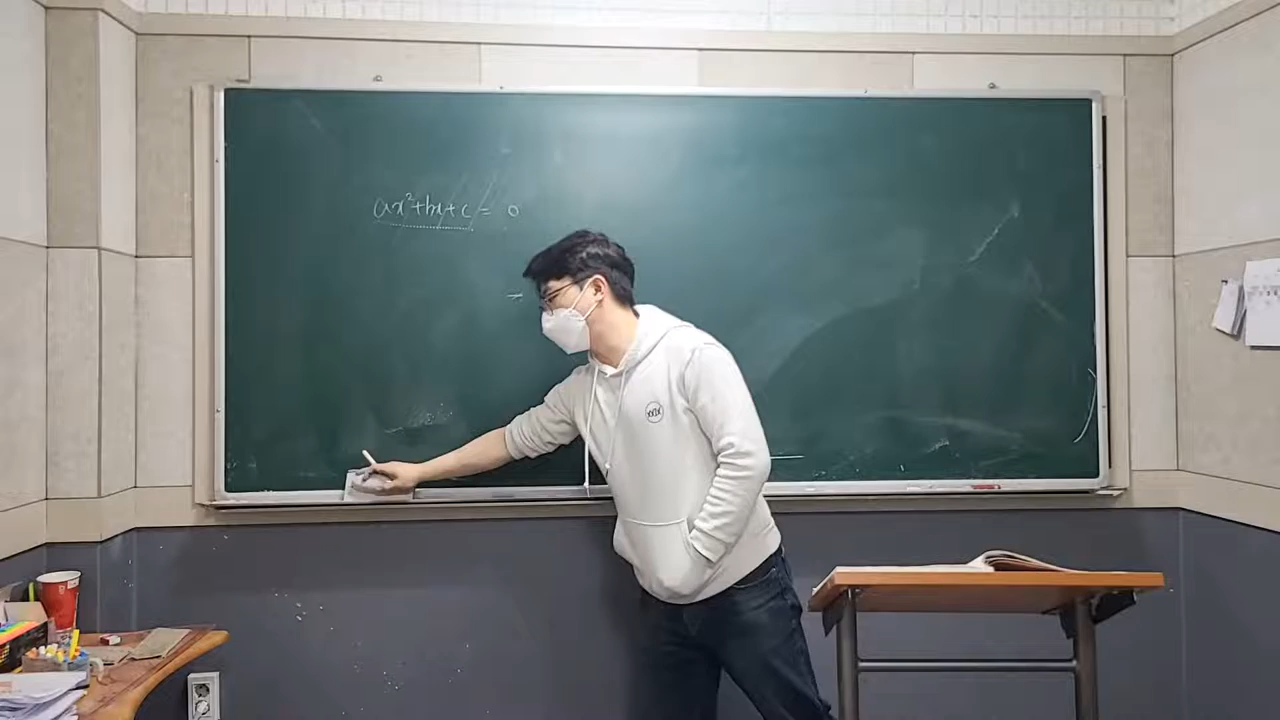 ax²+bx+c = 0